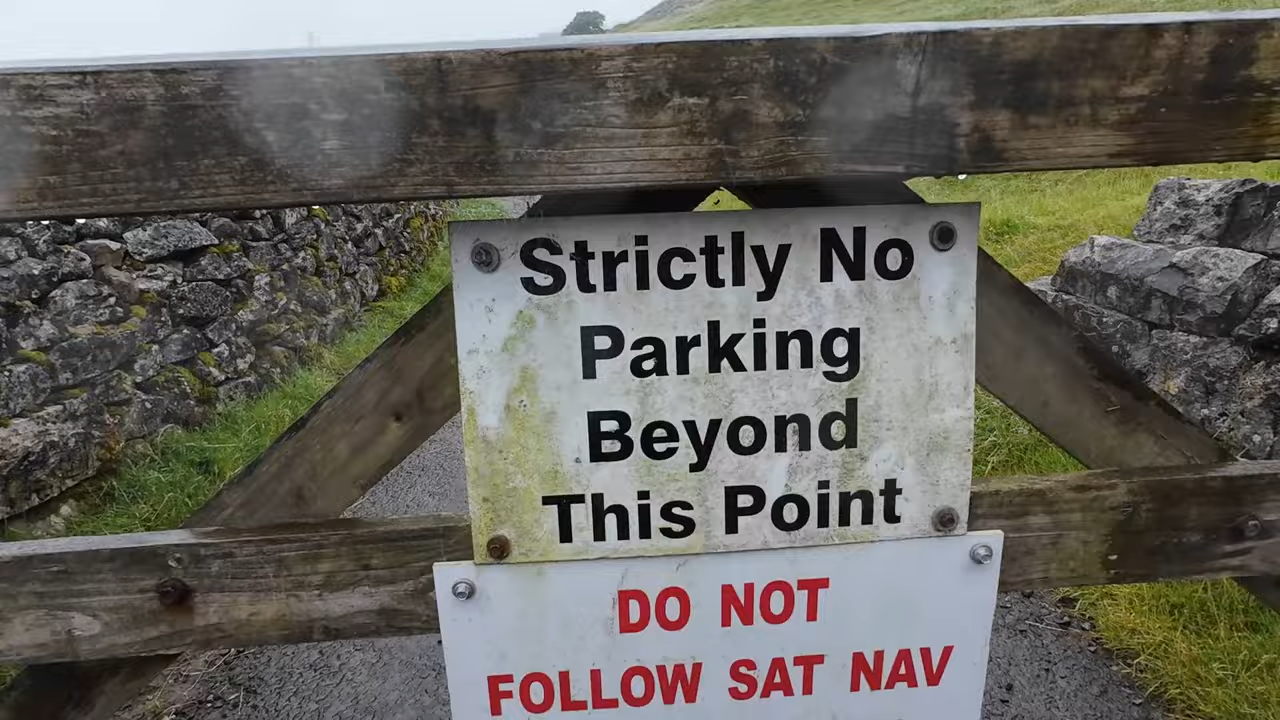 Strictly No
Parking
Beyond
This Point
DO NOT
FOLLOW SAT NAV